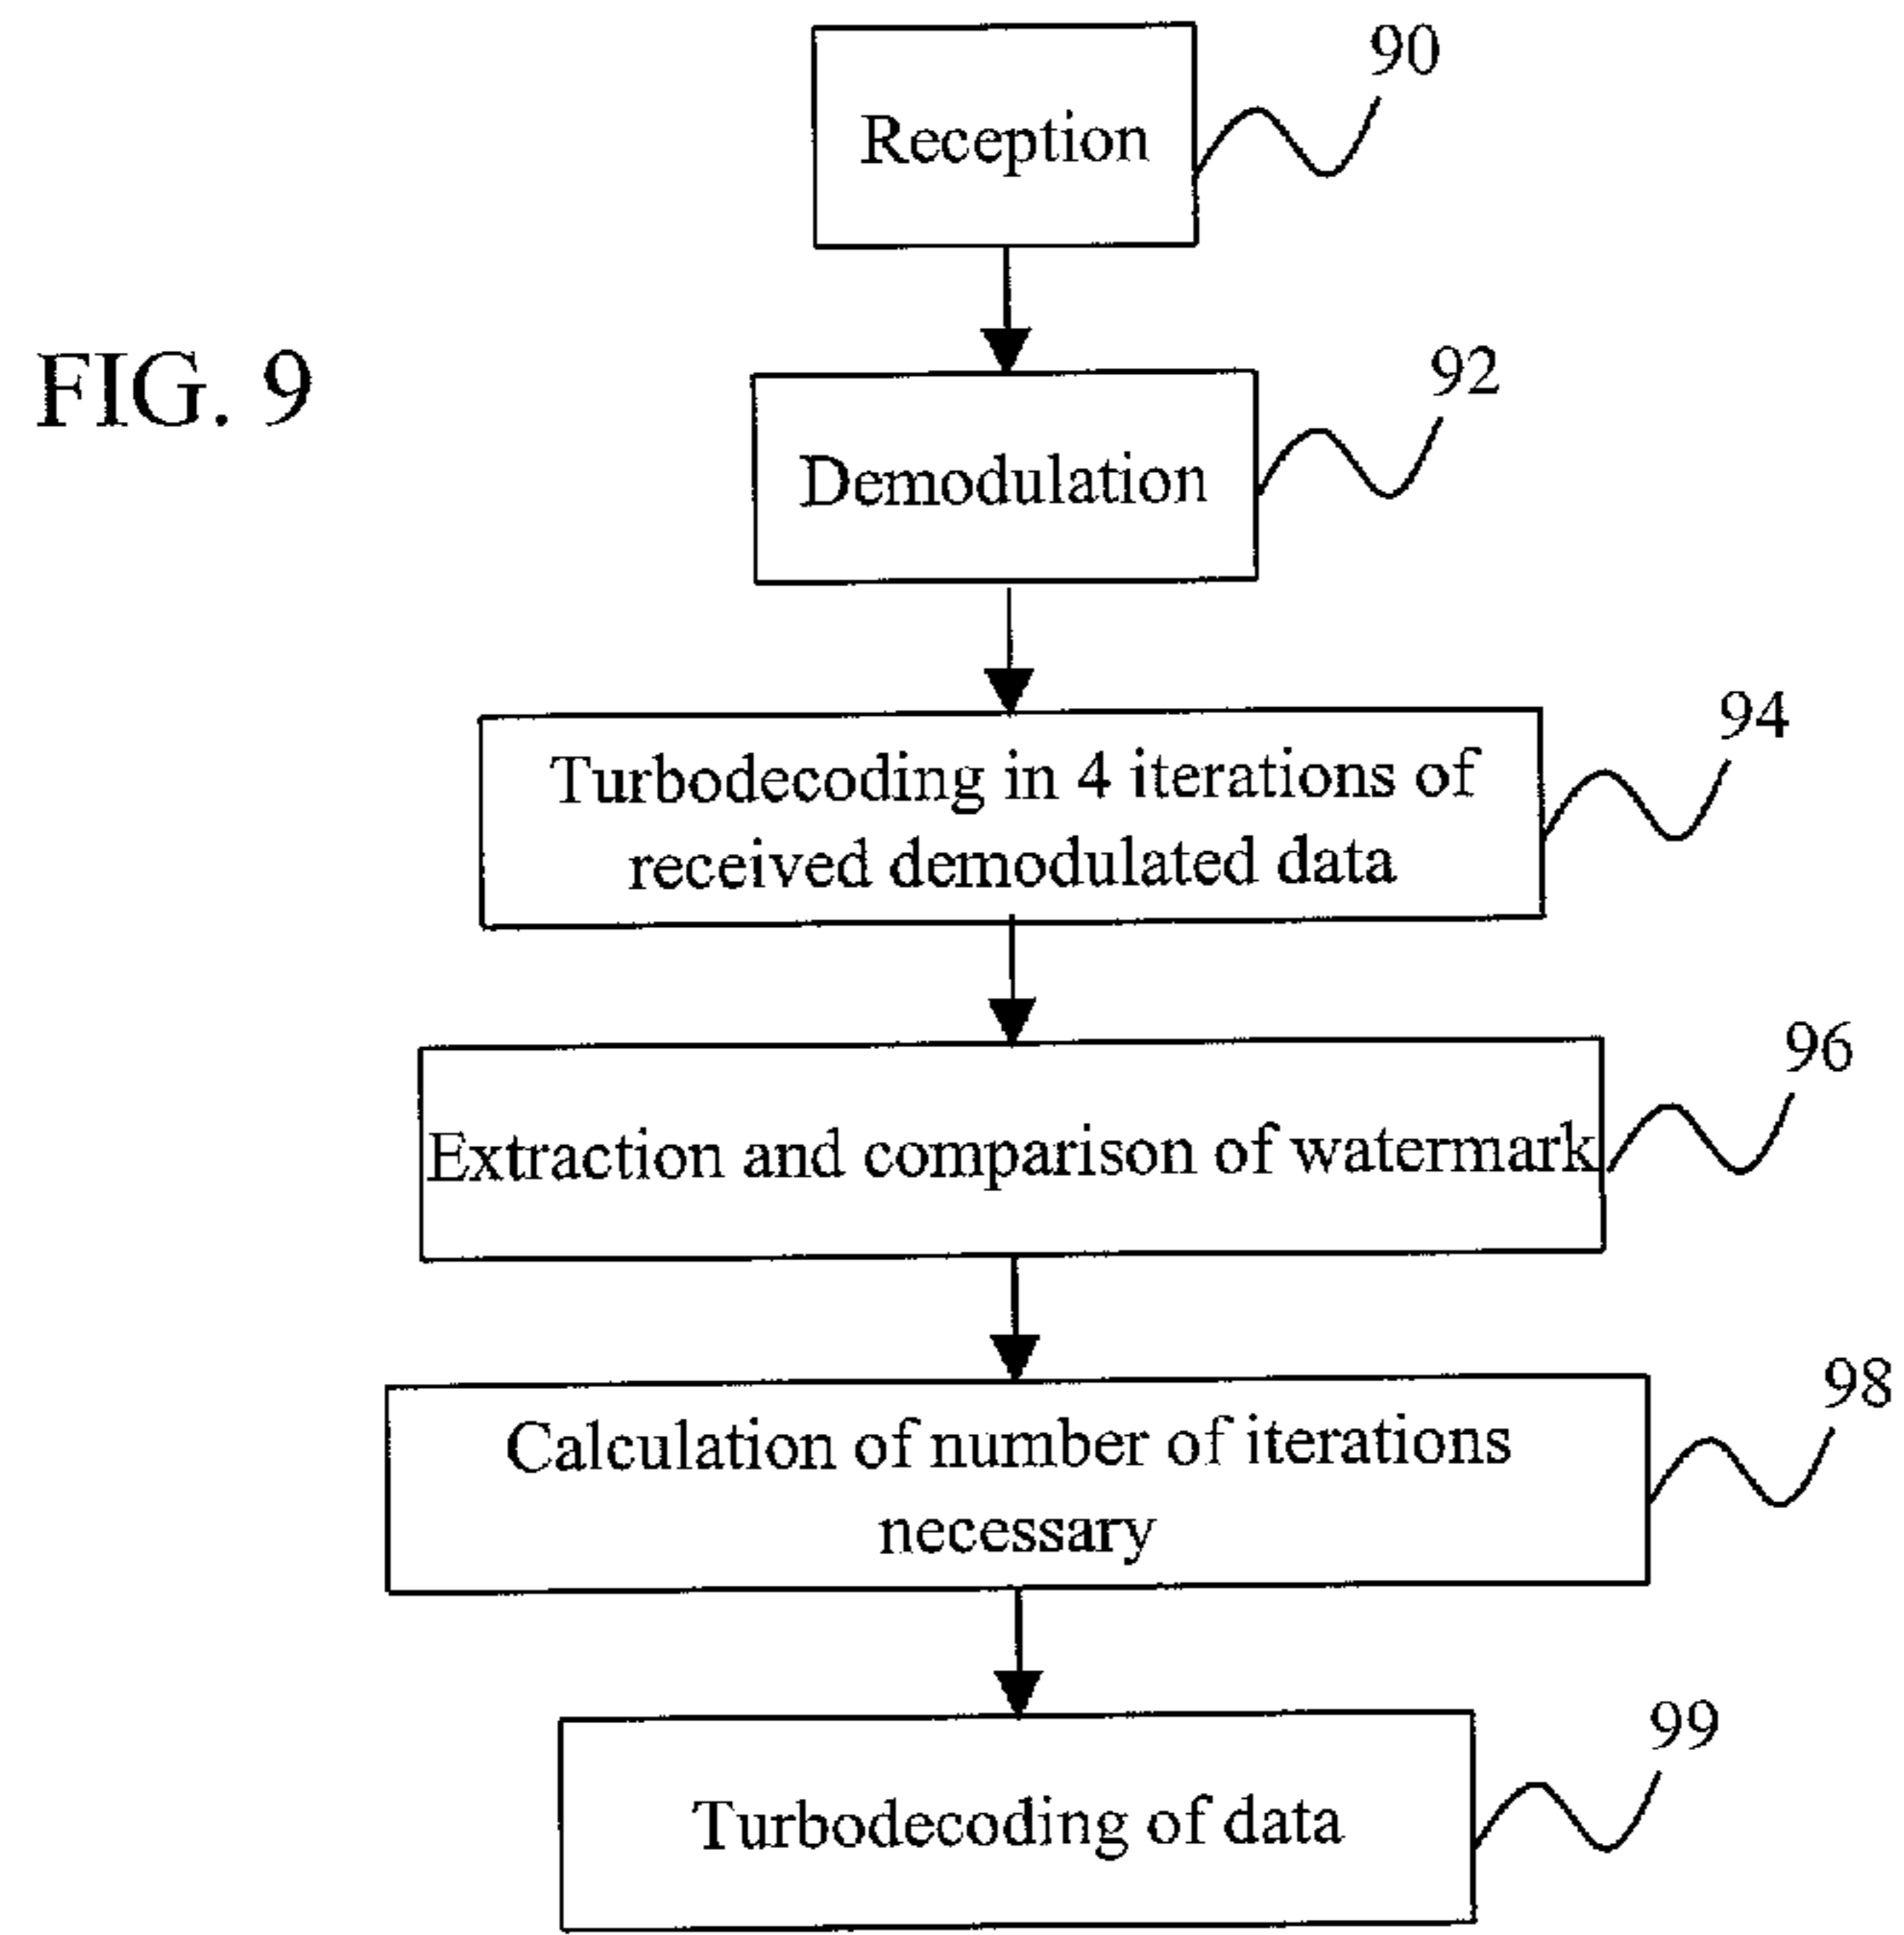 90
Reception
FIG. 9
92
Demodulation
94
Turbodecoding in 4 iterations of
received demodulated data
96
Extraction and comparison of watermark
98
Calculation of number of iterations
necessary
99
Turbodecoding of data